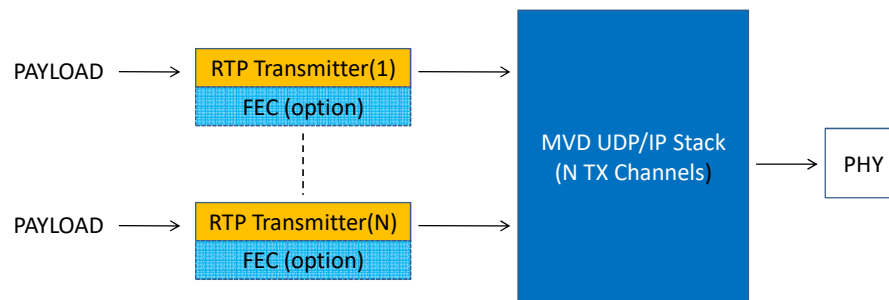 PAYLOAD
RTP Transmitter(1)
FEC (option)
MVD UDP/IP Stack
(N TX Channels)
PHY
PAYLOAD
RTP Transmitter(N)
FEC (option)